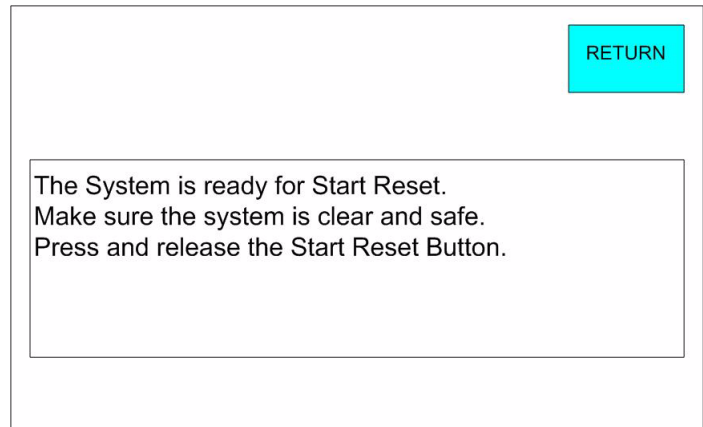 RETURN
The System is ready for Start Reset.
Make sure the system is clear and safe.
Press and release the Start Reset Button.